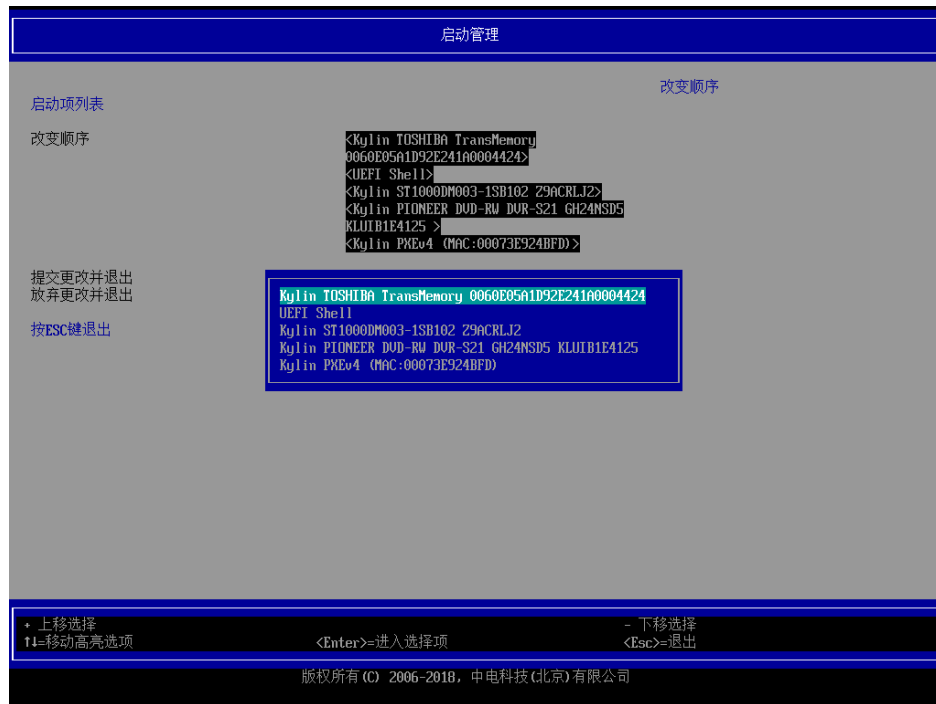 启动管理
改变顺序
启动项列表
改变顺序
<Kylin TOSHIBA TransMemory
0060E05A1D92E241A0004424>
<UEFI Shell>
<Kylin ST1000DM003-1SB102 Z9ACRLJ2>
<Kylin PIONEER DVD-RW DVR-S21 GH24NSD5
KLUIB1E4125 >
<Kylin PXEv4 (MAC:00073E924BFD)>
提交更改并退出
放弃更改并退出
按ESC键退出
Kylin TOSHIBA TransMemory 0060E05A1D92E241A0004424
UEFI Shell
Kylin ST1000DM003-1SB102 Z9ACRLJ2
Kylin PIONEER DVD-RW DVR-S21 GH24NSD5 KLUIB1E4125
Kylin PXEv4 (MAC:00073E924BFD)
+ 上移选择 - 下移选择
↑↓=移动高亮选项 <Enter>=进入选择项 <Esc>=退出
版权所有(C) 2006-2018, 中电科技(北京)有限公司